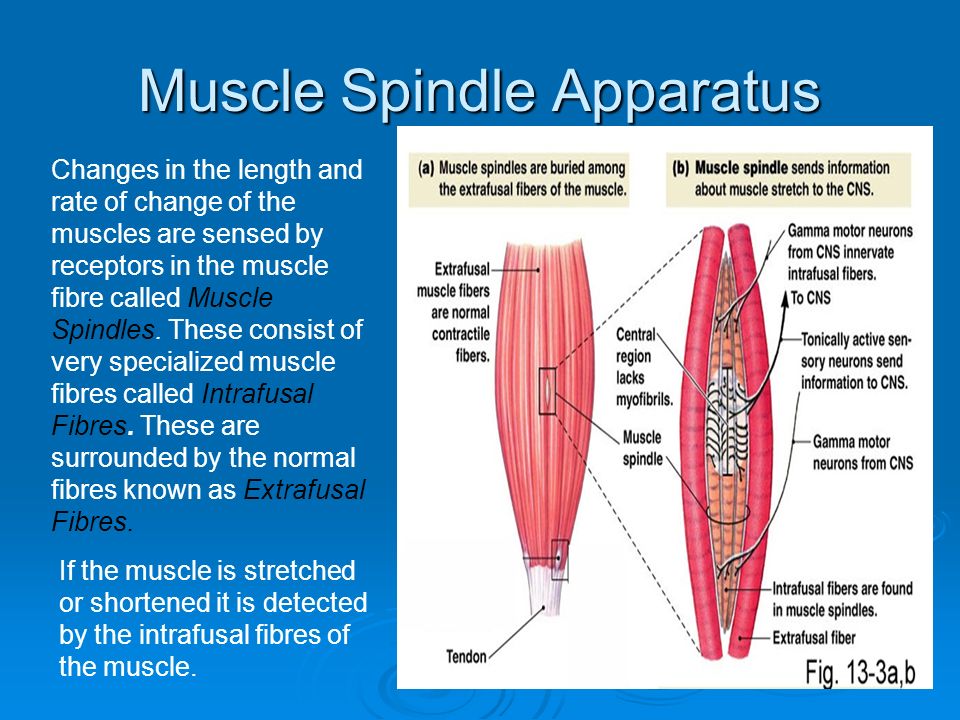 Muscle Spindle Apparatus
Changes in the length and
rate of change of the
muscles are sensed by
receptors in the muscle
fibre called Muscle
Spindles. These consist of
very specialized muscle
fibres called Intrafusal
Fibres. These are
surrounded by the normal
fibres known as Extrafusal
Fibres.
If the muscle is stretched
or shortened it is detected
by the intrafusal fibres of
the muscle.
(a) Muscle spindles are buried among
the extrafusal fibers of the muscle.
Extrafusal
muscle fibers
are normal
contractile
fibers.
Muscle
spindle
Tendon
(b) Muscle spindle sends information
about muscle stretch to the CNS.
Gamma motor neurons
from CNS innervate
intrafusal fibers.
To CNS
Central
region
lacks
myofibrils.
Tonically active sen-
sory neurons send
information to CNS.
Gamma motor
neurons from CNS
Intrafusal fibers are found
in muscle spindles.
Extrafusal fiber
Fig. 13-3a,b